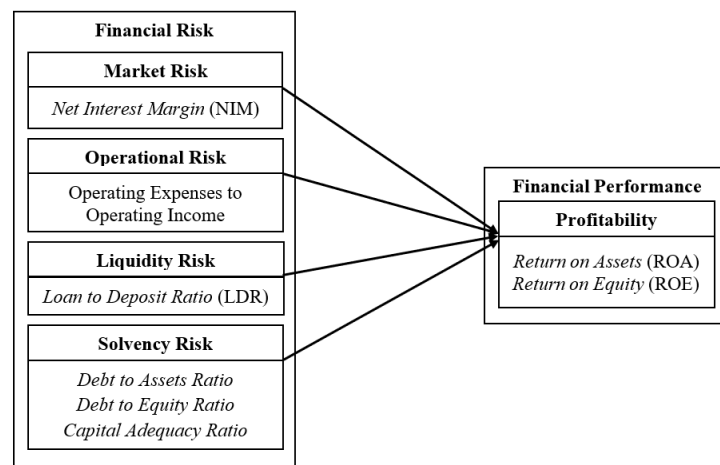 Financial Risk
Market Risk
Net Interest Margin (NIM)
Operational Risk
Operating Expenses to
Operating Income
Liquidity Risk
Loan to Deposit Ratio (LDR)
Solvency Risk
Debt to Assets Ratio
Debt to Equity Ratio
Capital Adequacy Ratio
Financial Performance
Profitability
Return on Assets (ROA)
Return on Equity (ROE)